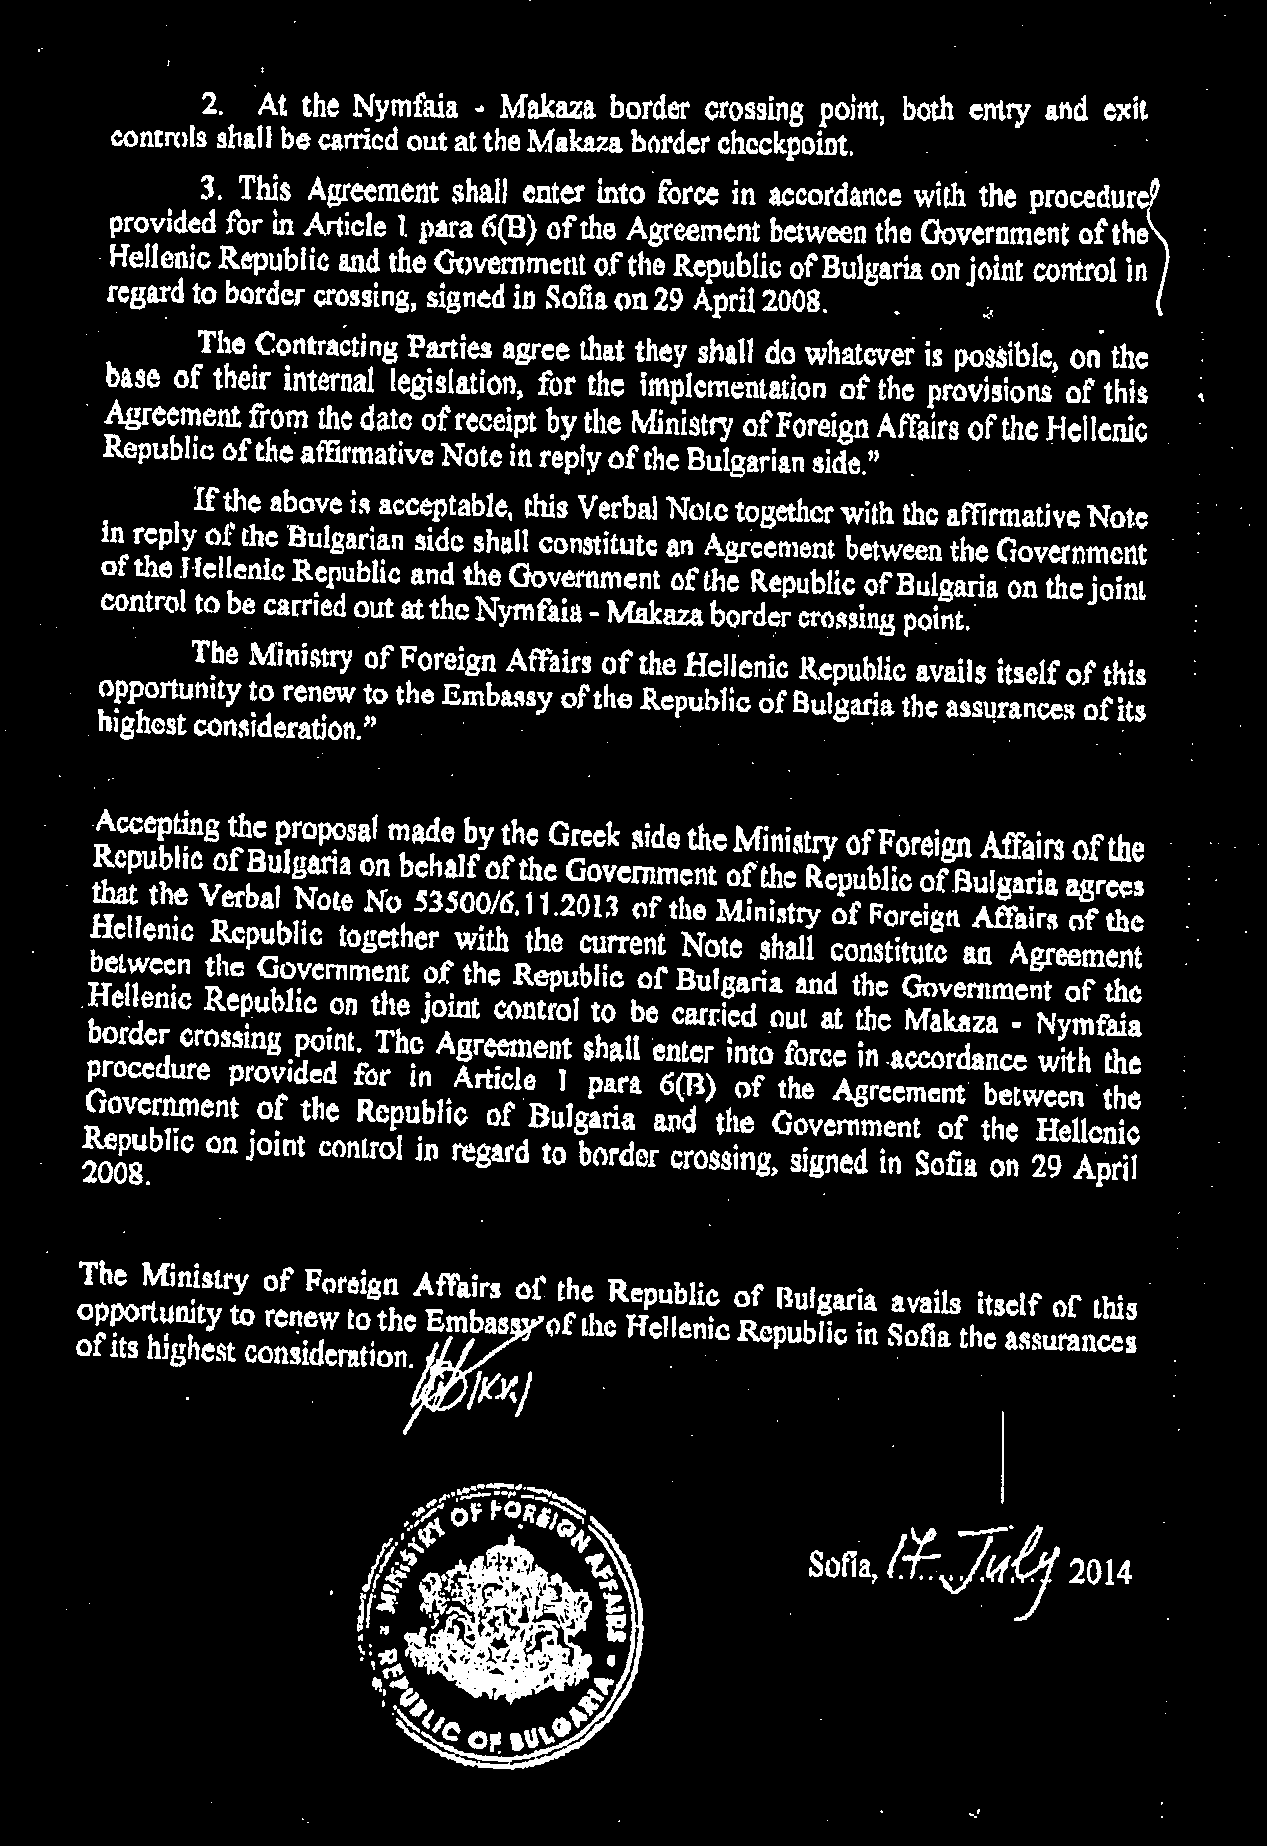 2. At the Nymfaia - Makaza border crossing point, both entry and exit
controls shall be carried out at the Makaza border checkpoint.
3. This Agreement shall enter into force in accordance with the procedure
provided for in Article 1 para 6(B) of the Agreement between the Government of the
Hellenic Republic and the Government of the Republic of Bulgaria on joint control in
regard to border crossing, signed in Sofia on 29 April 2008.
The Contracting Parties agree that they shall do whatever is possible, on the
base of their internal legislation, for the implementation of the provisions of this
Agreement from the date of receipt by the Ministry of Foreign Affairs of the Hellenic
Republic of the affirmative Note in reply of the Bulgarian side.”
If the above is acceptable, this Verbal Note together with the affirmative Note
in reply of the Bulgarian side shall constitute an Agreement between the Government
of the Hellenic Republic and the Government of the Republic of Bulgaria on the joint
control to be carried out at the Nymfaia - Makaza border crossing point.
The Ministry of Foreign Affairs of the Hellenic Republic avails itself of this
opportunity to renew to the Embassy of the Republic of Bulgaria the assurances of its
highest consideration.”
Accepting the proposal made by the Greek side the Ministry of Foreign Affairs of the
Republic of Bulgaria on behalf of the Government of the Republic of Bulgaria agrees
that the Verbal Note No 53500/6.11.2013 of the Ministry of Foreign Affairs of the
Hellenic Republic together with the current Note shall constitute an Agreement
between the Government of the Republic of Bulgaria and the Government of the
Hellenic Republic on the joint control to be carried out at the Makaza - Nymfaia
border crossing point. The Agreement shall enter into force in accordance with the
procedure provided for in Article 1 para 6(B) of the Agreement between the
Government of the Republic of Bulgaria and the Government of the Hellenic
Republic on joint control in regard to border crossing, signed in Sofia on 29 April
2008.
The Ministry of Foreign Affairs of the Republic of Bulgaria avails itself of this
opportunity to renew to the Embassy of the Hellenic Republic in Sofia the assurances
of its highest consideration.
Sofia, 17 July 2014
MINISTRY OF FOREIGN AFFAIRS
REPUBLIC OF BULGARIA